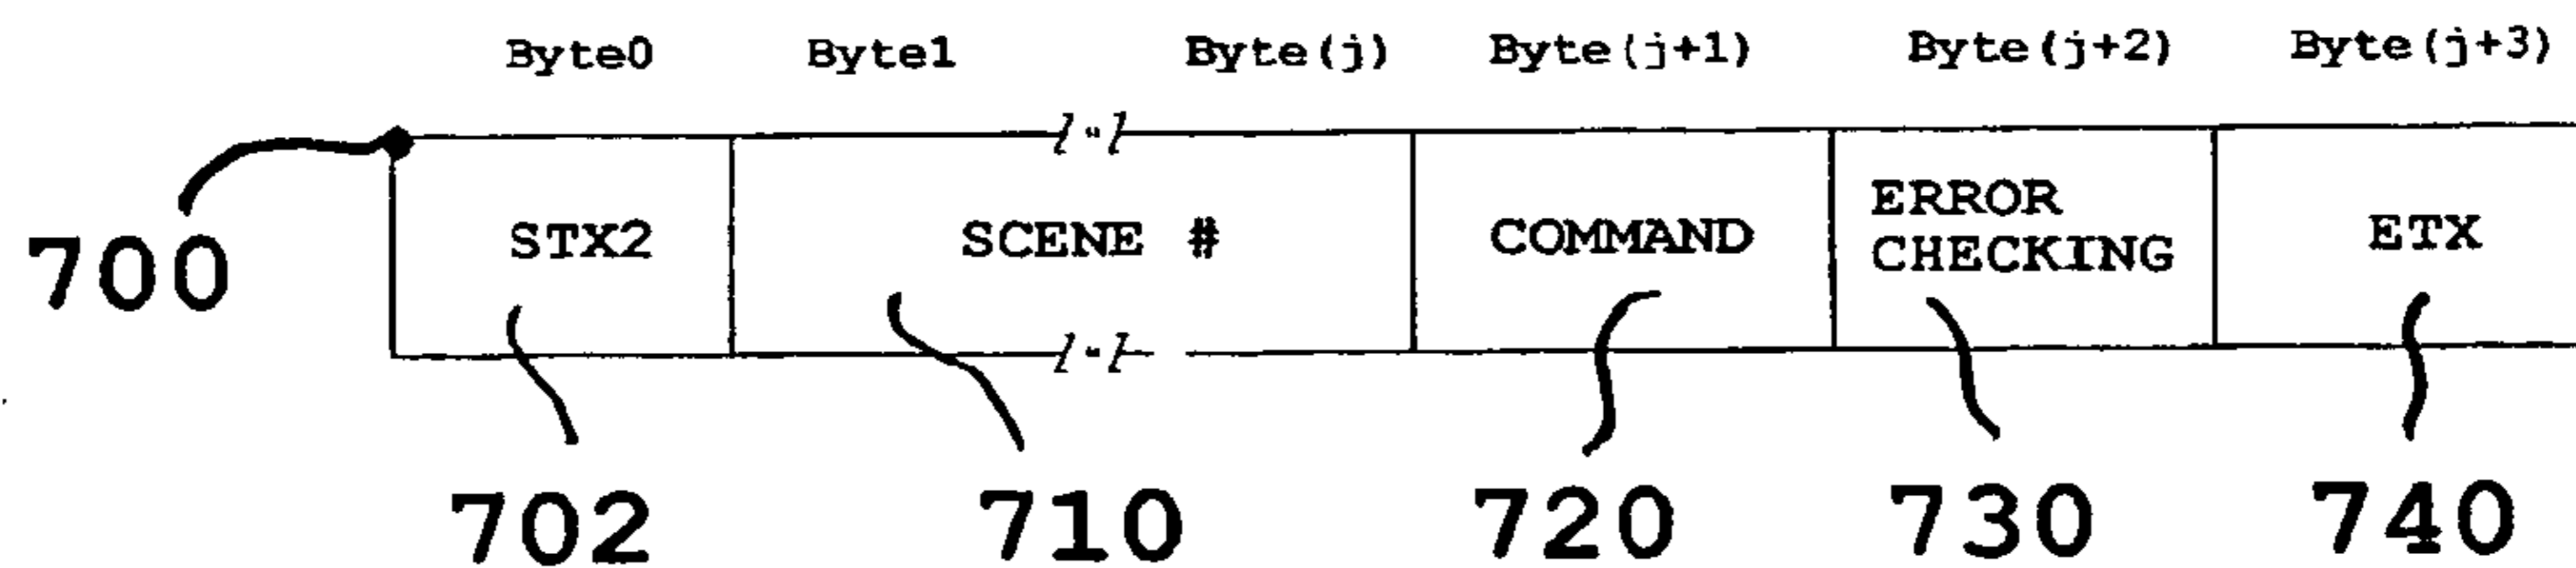 Byte0 Byte1 Byte(j) Byte(j+1) Byte(j+2) Byte(j+3)
STX2 SCENE # COMMAND ERROR CHECKING ETX
700
702 710 720 730 740